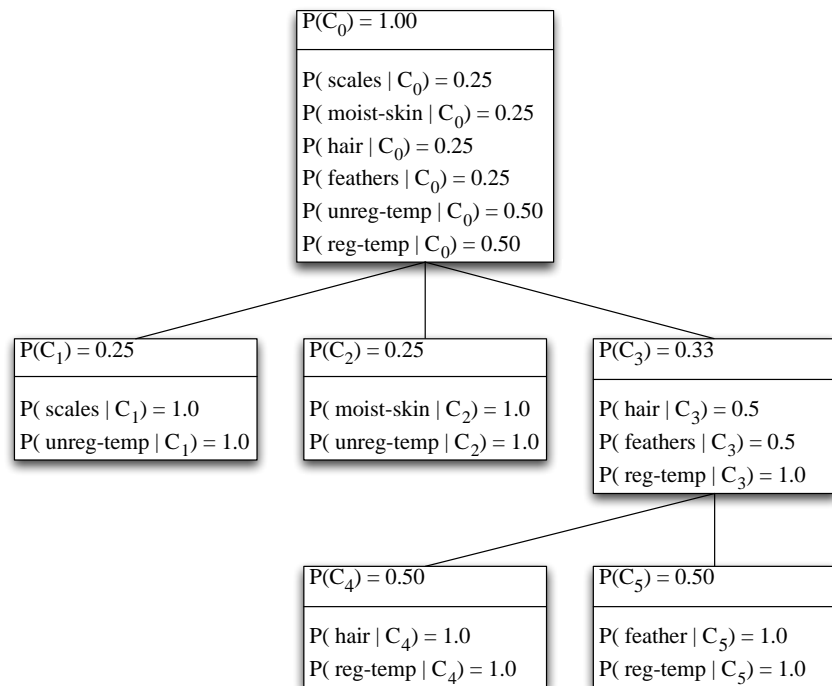 P(C0) = 1.00
P( scales | C0) = 0.25
P( moist-skin | C0) = 0.25
P( hair | C0) = 0.25
P( feathers | C0) = 0.25
P( unreg-temp | C0) = 0.50
P( reg-temp | C0) = 0.50
P(C1) = 0.25
P( scales | C1) = 1.0
P( unreg-temp | C1) = 1.0
P(C2) = 0.25
P( moist-skin | C2) = 1.0
P( unreg-temp | C2) = 1.0
P(C3) = 0.33
P( hair | C3) = 0.5
P( feathers | C3) = 0.5
P( reg-temp | C3) = 1.0
P(C4) = 0.50
P( hair | C4) = 1.0
P( reg-temp | C4) = 1.0
P(C5) = 0.50
P( feather | C5) = 1.0
P( reg-temp | C5) = 1.0